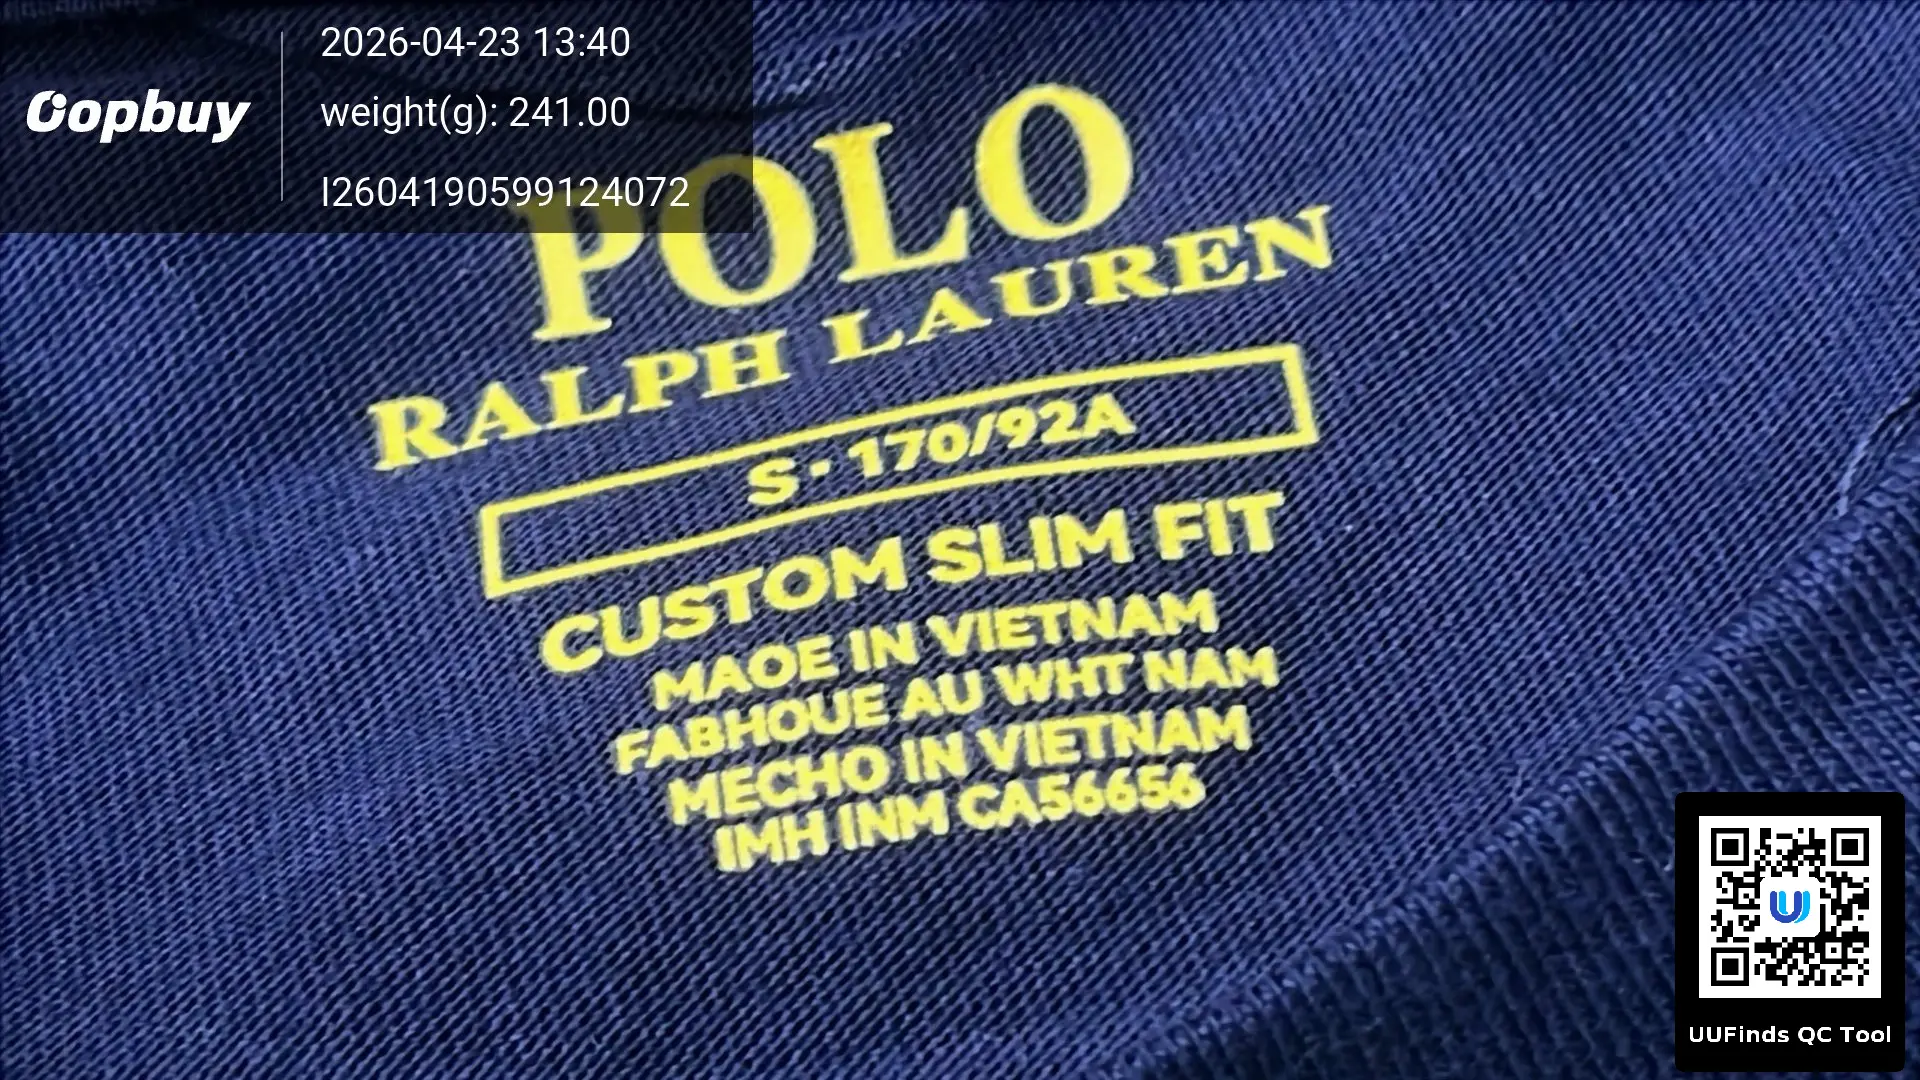 oopbuy
2026-04-23 13:40
weight(g): 241.00
I2604190599124072
POLO
RALPH LAUREN
S · 170/92A
CUSTOM SLIM FIT
MAOE IN VIETNAM
FABHOUE AU WHT NAM
MECHO IN VIETNAM
IMH INM CA56656
UUFinds QC Tool